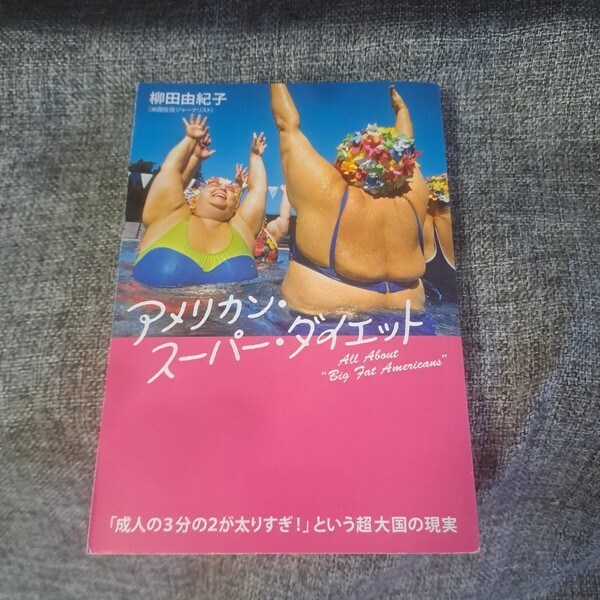 柳田由紀子
(米国在住ジャーナリスト)
アメリカン・
スーパー・ダイエット
All About
"Big Fat Americans"
「成人の3分の2が太りすぎ!」という超大国の現実